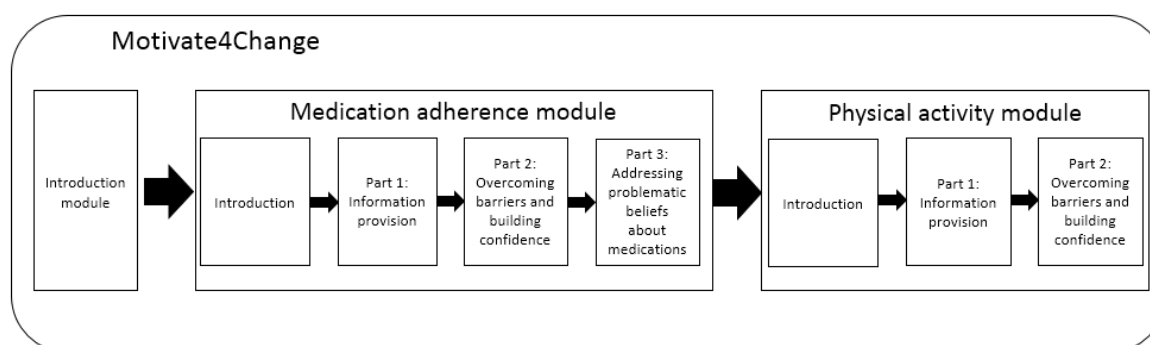 Motivate4Change
Introduction
module
Medication adherence module
Introduction
Part 1:
Information
provision
Part 2:
Overcoming
barriers and
building
confidence
Part 3:
Addressing
problematic
beliefs
about
medications
Physical activity module
Introduction
Part 1:
Information
provision
Part 2:
Overcoming
barriers and
building
confidence